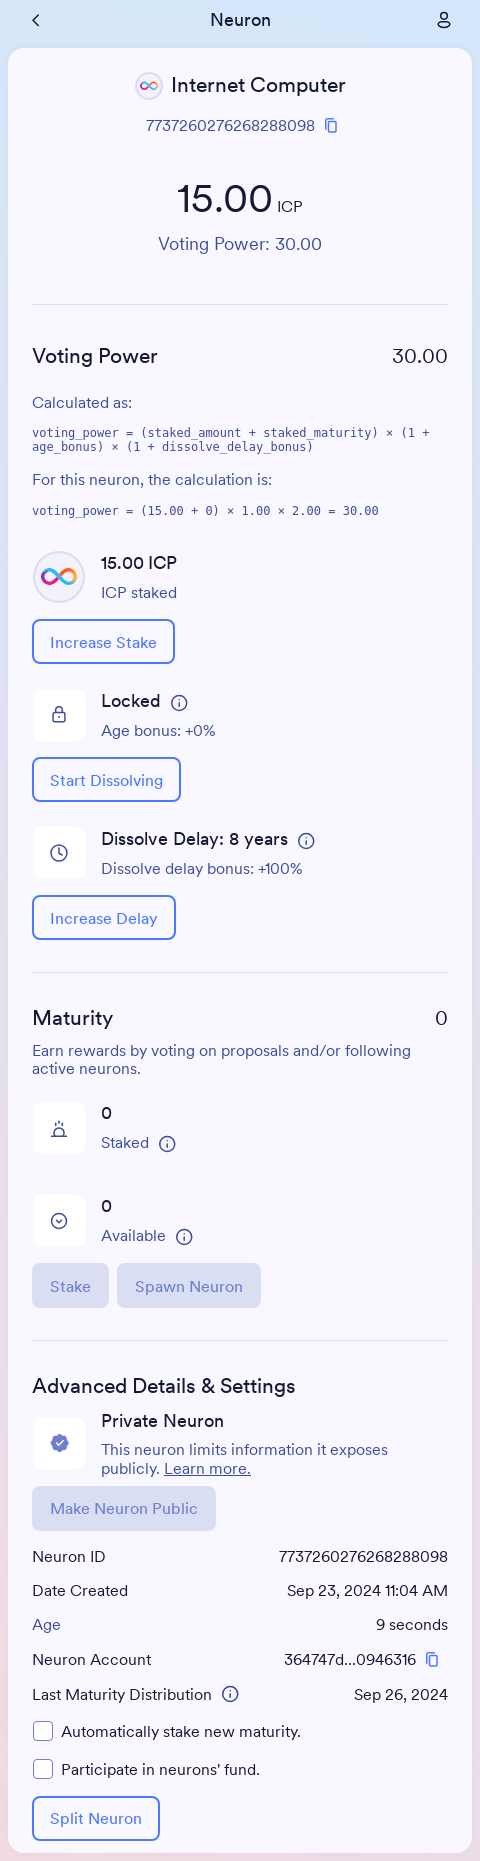 Neuron
Internet Computer
7737260276268288098
15.00 ICP
Voting Power: 30.00
Voting Power 30.00
Calculated as:
voting_power = (staked_amount + staked_maturity) × (1 +
age_bonus) × (1 + dissolve_delay_bonus)
For this neuron, the calculation is:
voting_power = (15.00 + 0) × 1.00 × 2.00 = 30.00
15.00 ICP
ICP staked
Increase Stake
Locked
Age bonus: +0%
Start Dissolving
Dissolve Delay: 8 years
Dissolve delay bonus: +100%
Increase Delay
Maturity 0
Earn rewards by voting on proposals and/or following
active neurons.
0
Staked
0
Available
Stake Spawn Neuron
Advanced Details & Settings
Private Neuron
This neuron limits information it exposes
publicly. Learn more.
Make Neuron Public
Neuron ID 7737260276268288098
Date Created Sep 23, 2024 11:04 AM
Age 9 seconds
Neuron Account 364747d...0946316
Last Maturity Distribution Sep 26, 2024
Automatically stake new maturity.
Participate in neurons' fund.
Split Neuron